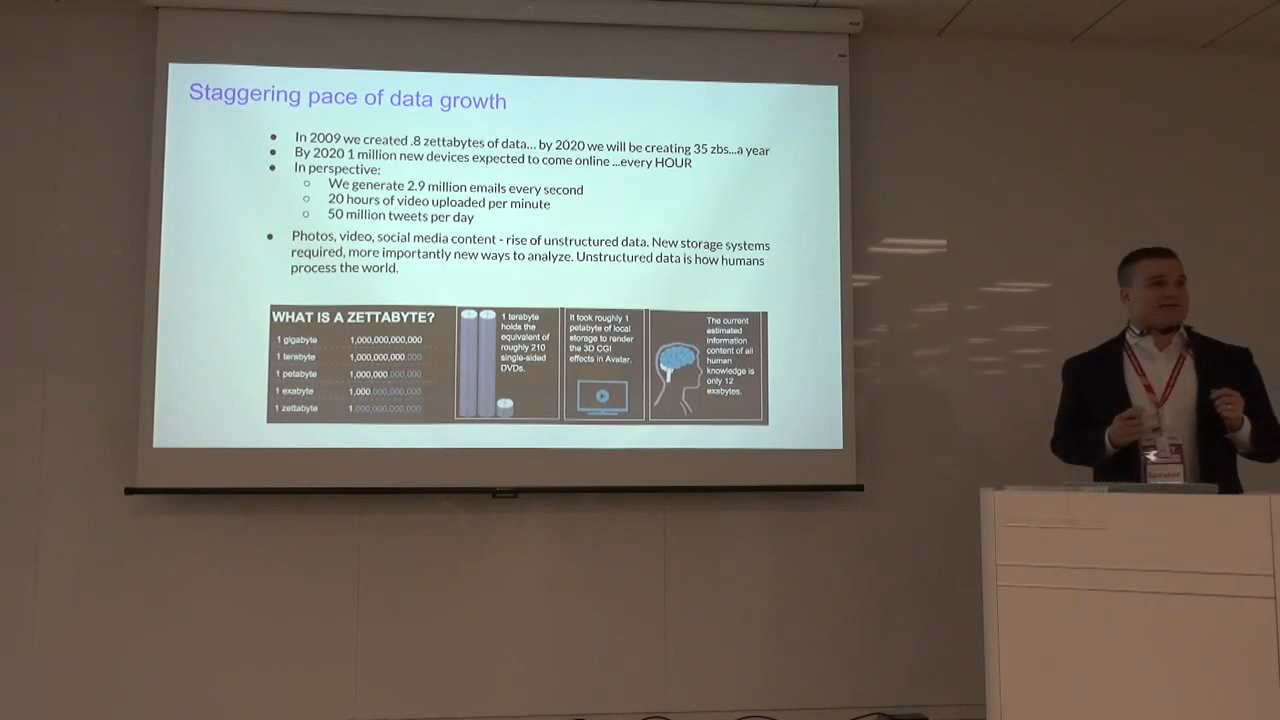 Staggering pace of data growth
● In 2009 we created .8 zettabytes of data... by 2020 we will be creating 35 zbs...a year
● By 2020 1 million new devices expected to come online ...every HOUR
● In perspective:
○ We generate 2.9 million emails every second
○ 20 hours of video uploaded per minute
○ 50 million tweets per day
● Photos, video, social media content - rise of unstructured data. New storage systems
required, more importantly new ways to analyze. Unstructured data is how humans
process the world.
WHAT IS A ZETTABYTE?
1 gigabyte 1,000,000,000,000
1 terabyte 1,000,000,000,000
1 petabyte 1,000,000,000,000
1 exabyte 1,000,000,000,000
1 zettabyte 1,000,000,000,000
1 terabyte
holds the
equivalent of
roughly 210
single-sided
DVDs.
It took roughly 1
petabyte of local
storage to render
the 3D CGI
effects in Avatar.
The current
estimated
information
content of all
human
knowledge is
only 12
exabytes.
Speaker